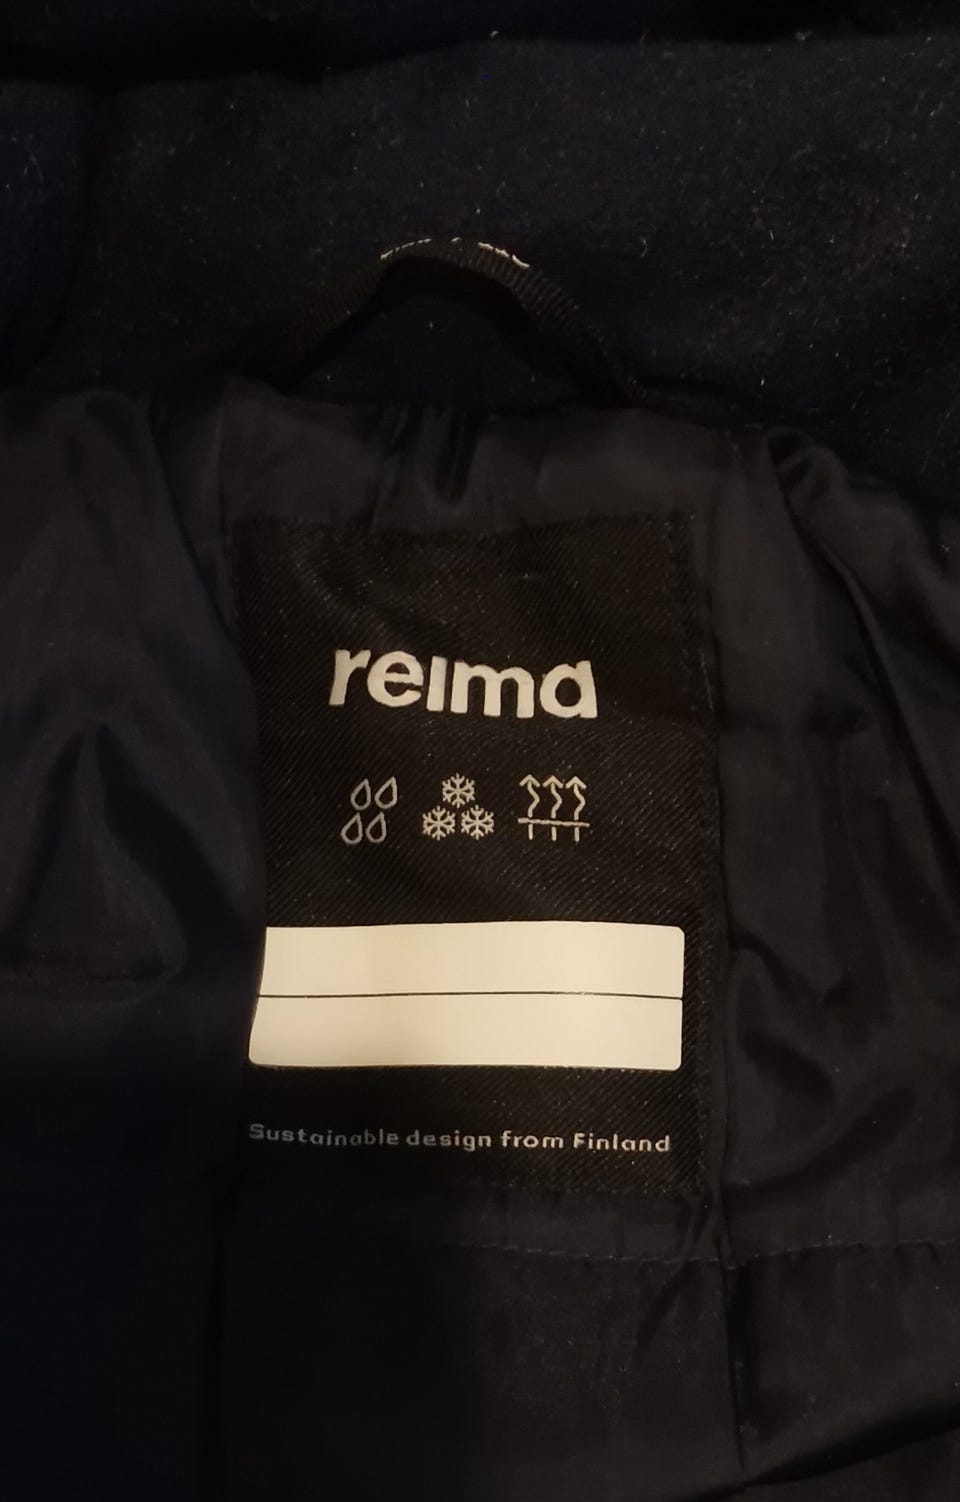 reima
Sustainable design from Finland